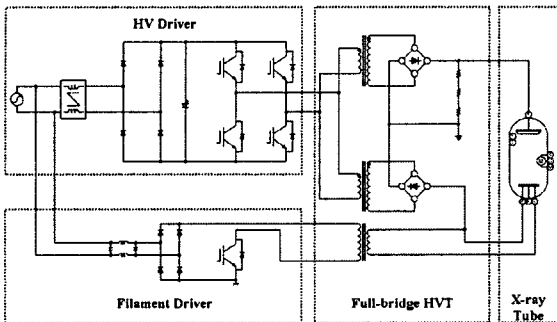 HV Driver
Filament Driver
Full-bridge HVT
X-ray
Tube